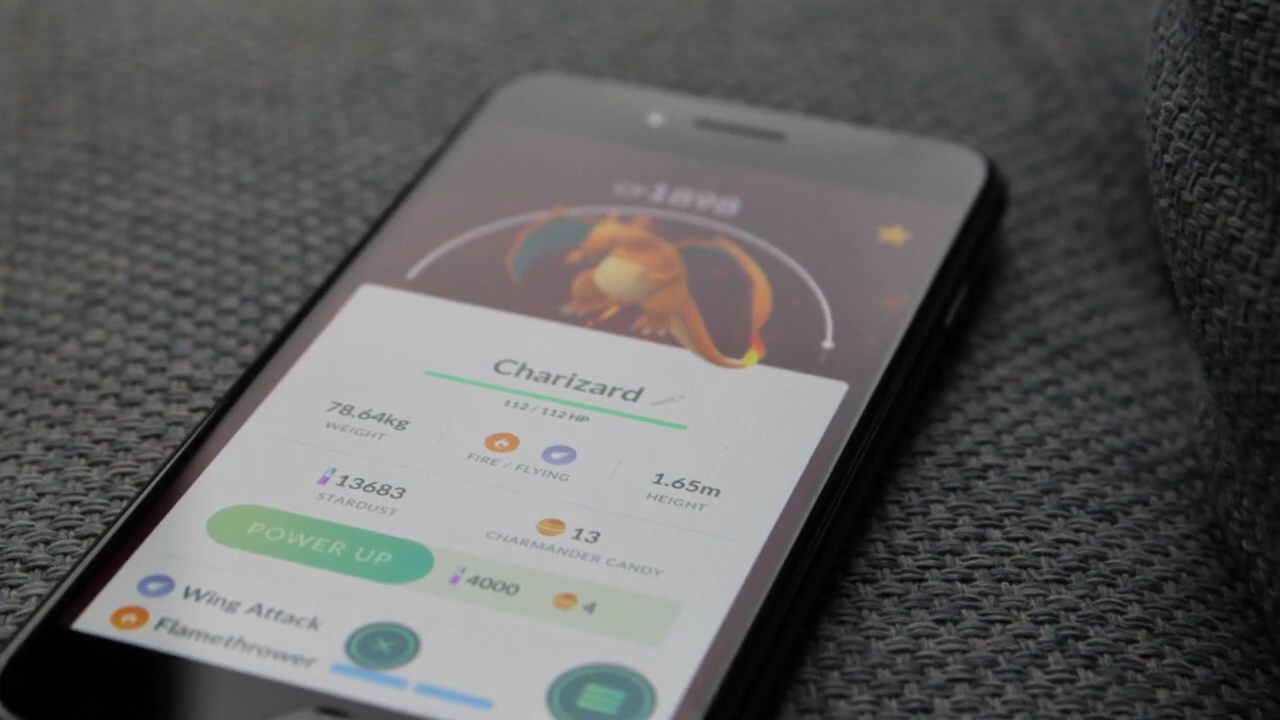 CP1898
Charizard
112 / 112 HP
78.64kg
WEIGHT
FIRE / FLYING
1.65m
HEIGHT
13683
STARDUST
13
CHARMANDER CANDY
POWER UP
4000
4
Wing Attack
Flamethrower